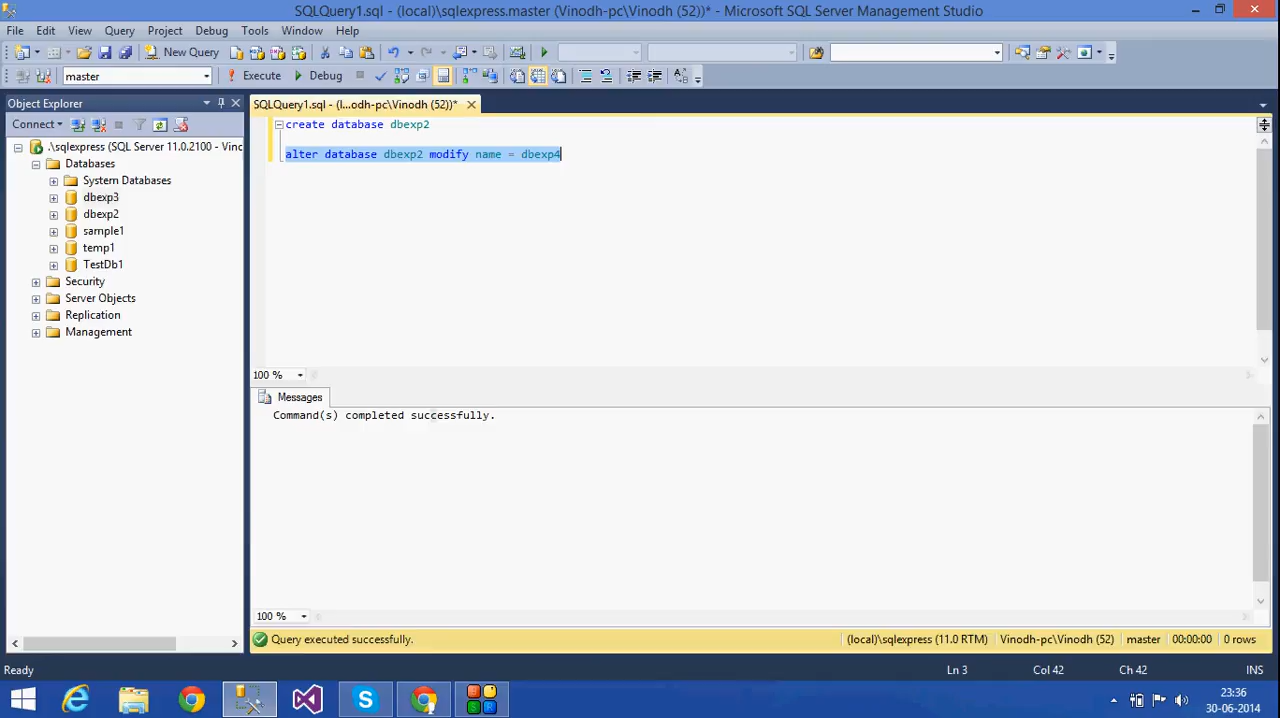 SQLQuery1.sql - (local)\sqlexpress.master (Vinodh-pc\Vinodh (52))* - Microsoft SQL Server Management Studio
File Edit View Query Project Debug Tools Window Help
New Query
master Execute Debug
Object Explorer
SQLQuery1.sql - (l...odh-pc\Vinodh (52))*
Connect
.\sqlexpress (SQL Server 11.0.2100 - Vinc
Databases
System Databases
dbexp3
dbexp2
sample1
temp1
TestDb1
Security
Server Objects
Replication
Management
create database dbexp2
alter database dbexp2 modify name = dbexp4
100 %
Messages
Command(s) completed successfully.
100 %
Query executed successfully. (local)\sqlexpress (11.0 RTM) Vinodh-pc\Vinodh (52) master 00:00:00 0 rows
Ready Ln 3 Col 42 Ch 42 INS
23:36
30-06-2014